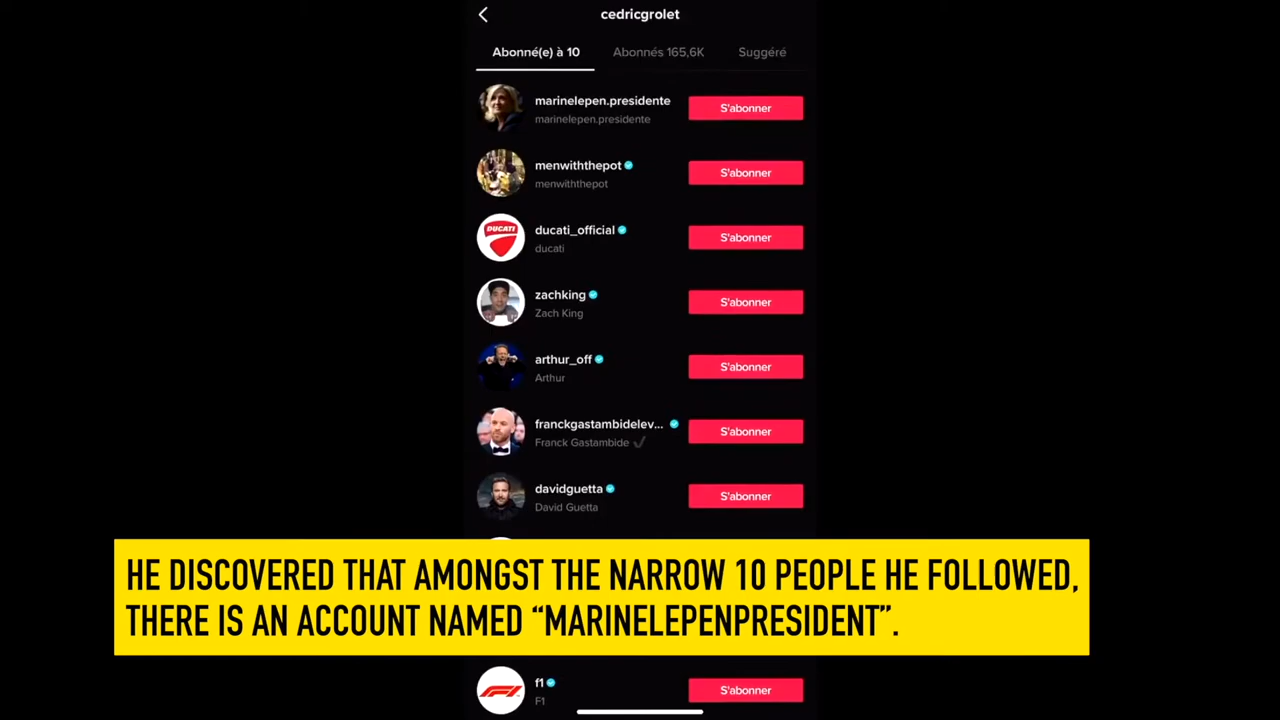 cedricgrolet
Abonné(e) à 10 Abonnés 165,6K Suggéré
marinelepen.presidente
marinelepen.presidente
S'abonner
menwiththepot
menwiththepot
S'abonner
DUCATI
ducati_official
ducati
S'abonner
zachking
Zach King
S'abonner
arthur_off
Arthur
S'abonner
franckgastambidelev...
Franck Gastambide
S'abonner
davidguetta
David Guetta
S'abonner
HE DISCOVERED THAT AMONGST THE NARROW 10 PEOPLE HE FOLLOWED,
THERE IS AN ACCOUNT NAMED “MARINELEPENPRESIDENT”.
f1
F1
S'abonner